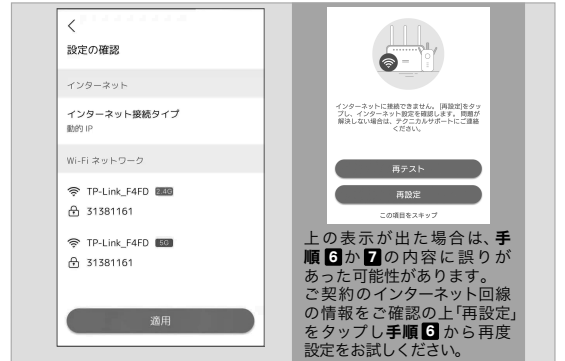 設定の確認
インターネット
インターネット接続タイプ
動的 IP
Wi-Fi ネットワーク
TP-Link_F4FD 2.4G
31381161
TP-Link_F4FD 5G
31381161
適用
インターネットに接続できません。[再設定]をタッ
プし、インターネット設定を確認します。問題が
解決しない場合は、テクニカルサポートにご連絡
ください。
再テスト
再設定
この項目をスキップ
上の表示が出た場合は、手
順 6 か 7 の内容に誤りが
あった可能性があります。
ご契約のインターネット回線
の情報をご確認の上「再設定」
をタップし手順 6 から再度
設定をお試しください。